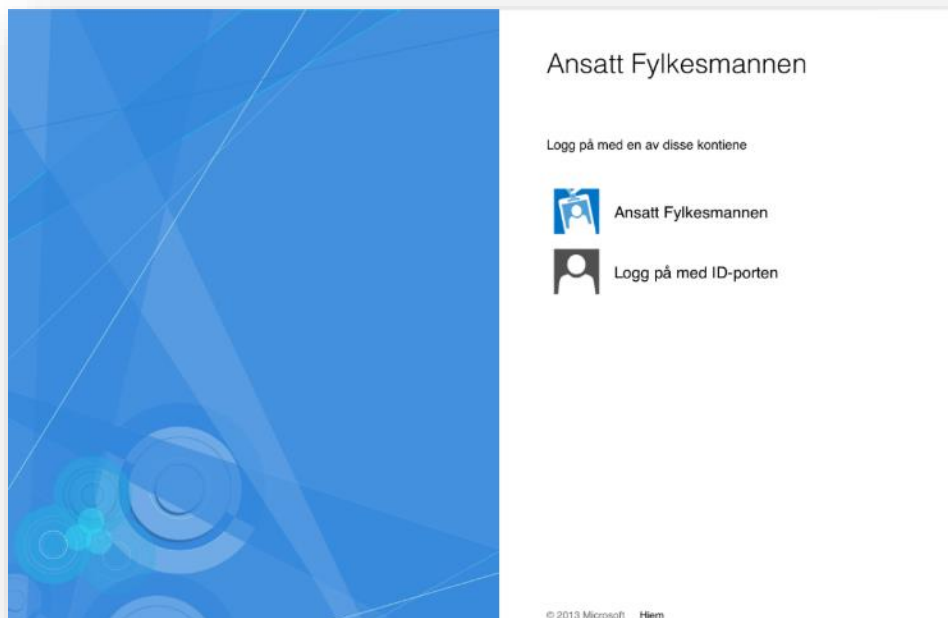 Ansatt Fylkesmannen
Logg på med en av disse kontiene
Ansatt Fylkesmannen
Logg på med ID-porten
© 2013 Microsoft Hjem